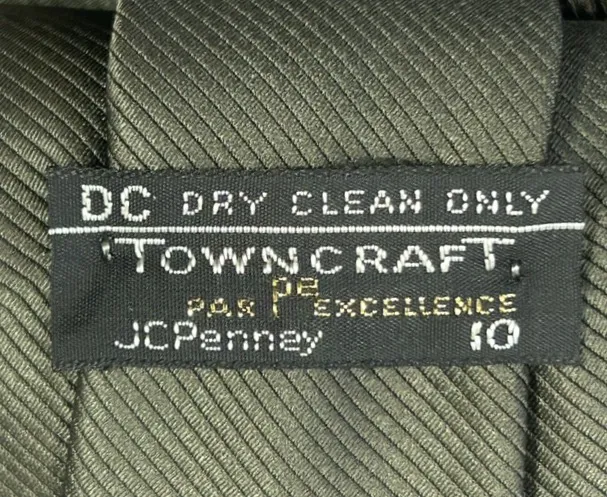 DC DRY CLEAN ONLY
TOWNCRAFT
PAR pe EXCELLENCE
JCPenney 10